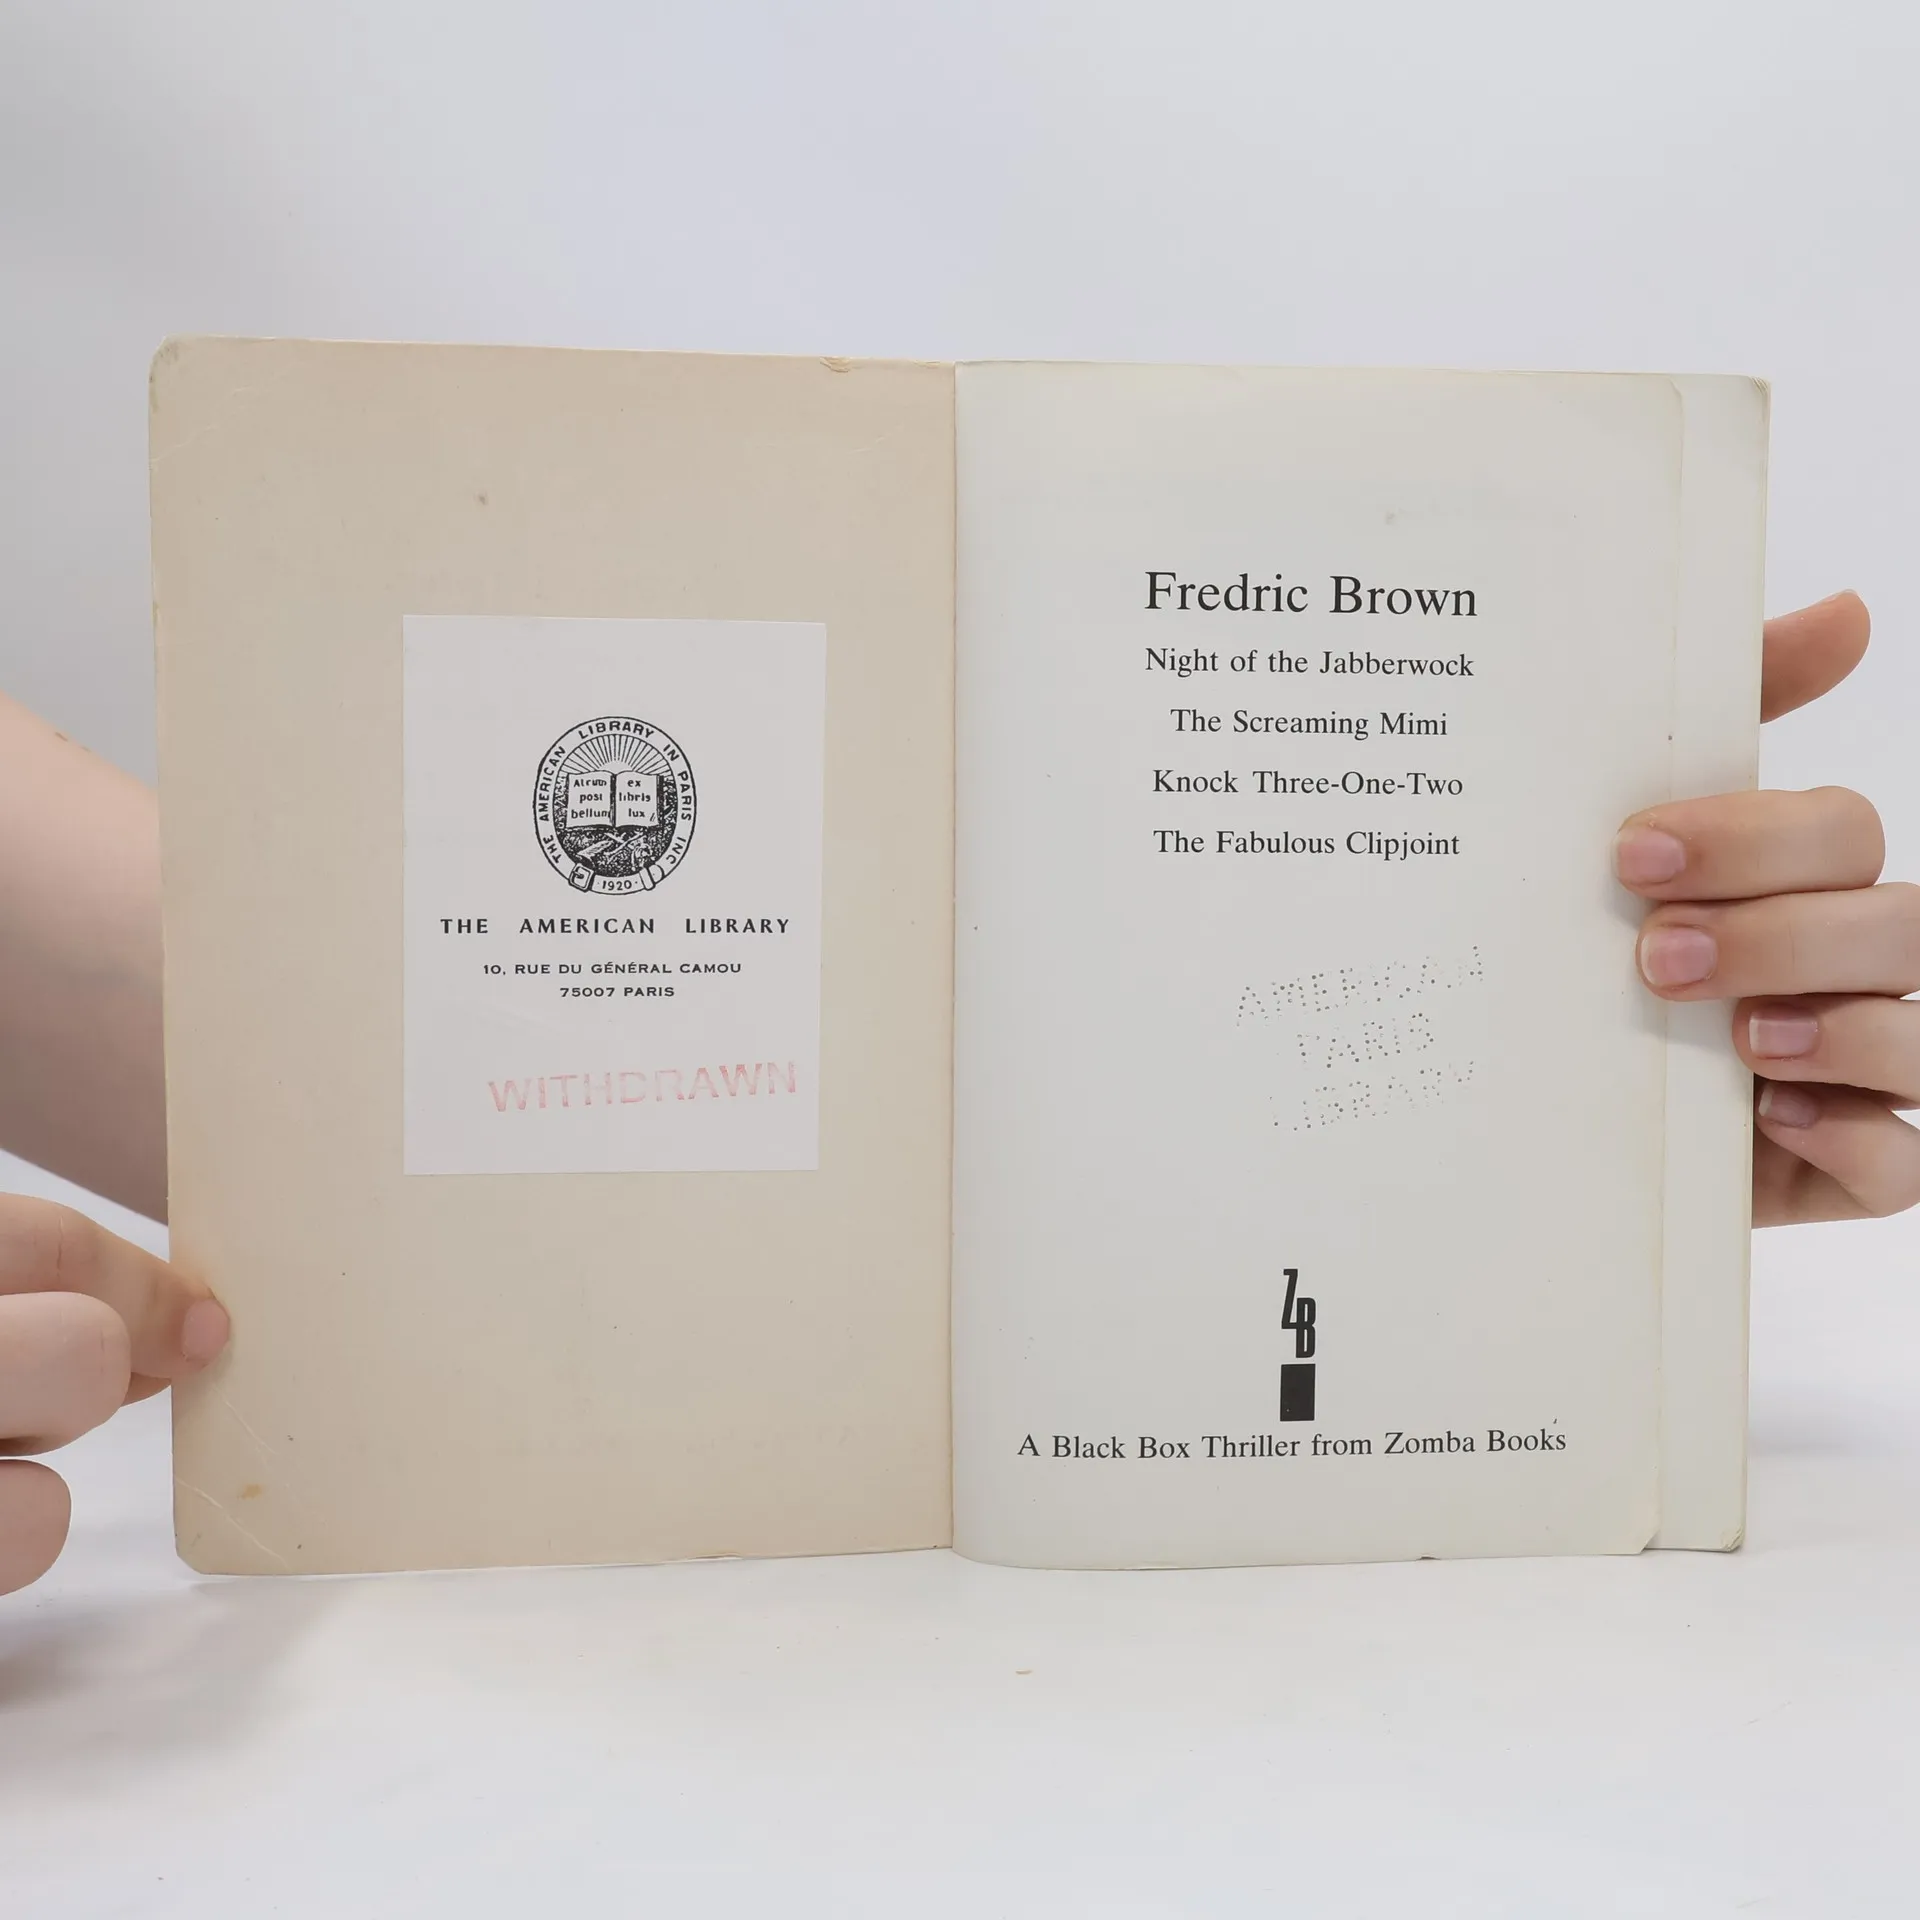 THE AMERICAN LIBRARY IN PARIS INC
Atrum ex
post libris
bellum lux
·1920·
THE AMERICAN LIBRARY
10, RUE DU GÉNÉRAL CAMOU
75007 PARIS
WITHDRAWN
Fredric Brown
Night of the Jabberwock
The Screaming Mimi
Knock Three-One-Two
The Fabulous Clipjoint
AMERICAN
PARIS
LIBRARY
ZB
A Black Box Thriller from Zomba Books